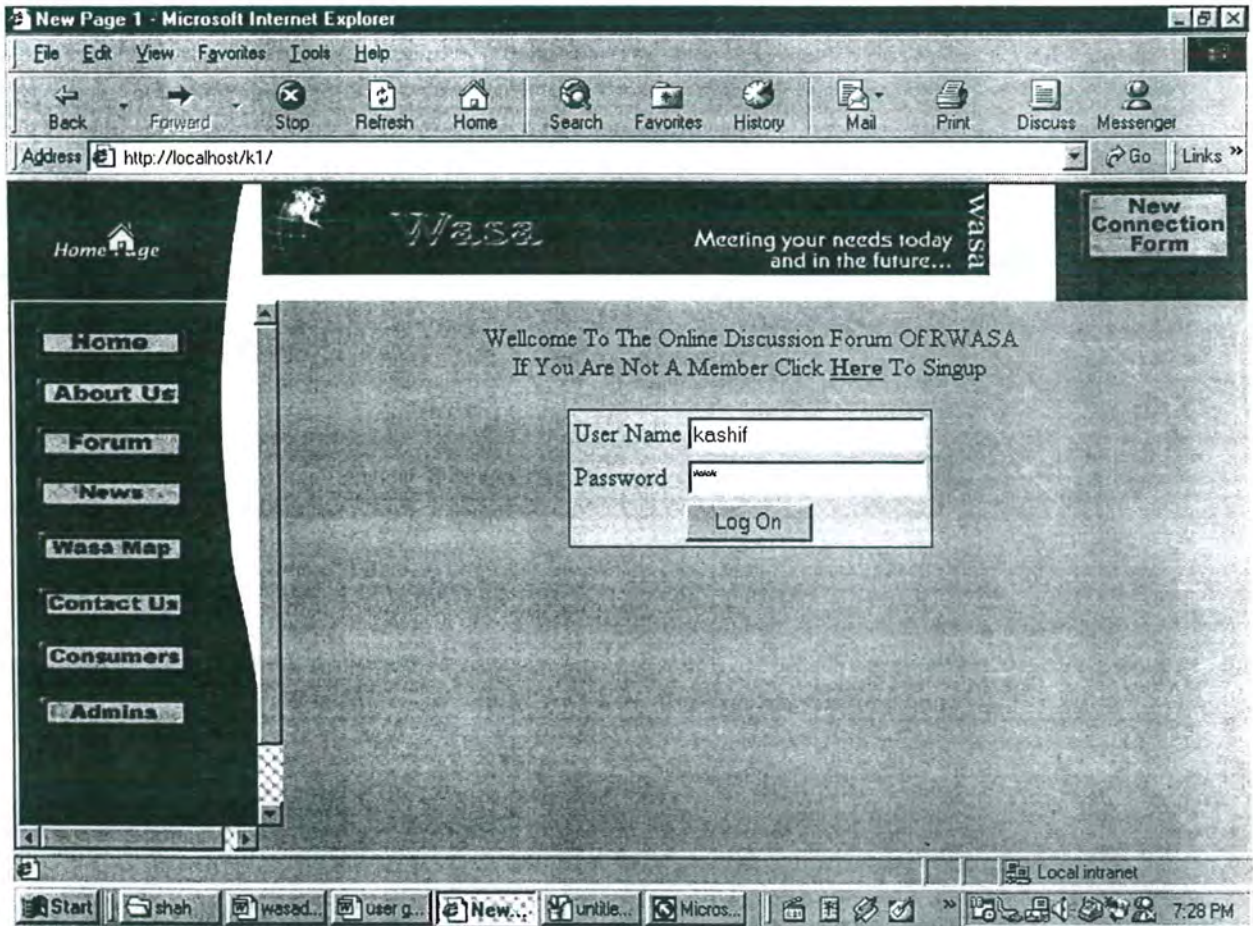 New Page 1 - Microsoft Internet Explorer
File Edit View Favorites Tools Help
Back Forward Stop Refresh Home Search Favorites History Mail Print Discuss Messenger
Address http://localhost/k1/ Go Links »
Home Page
Wasa
Meeting your needs today
and in the future...
Wasa
New
Connection
Form
Home
About Us
Forum
News
Wasa Map
Contact Us
Consumers
Admins
Wellcome To The Online Discussion Forum Of RWASA
If You Are Not A Member Click Here To Singup
User Name kashif
Password ****
Log On
Local intranet
Start shah wasad... user g... New... untitle... Micros... » 7:28 PM